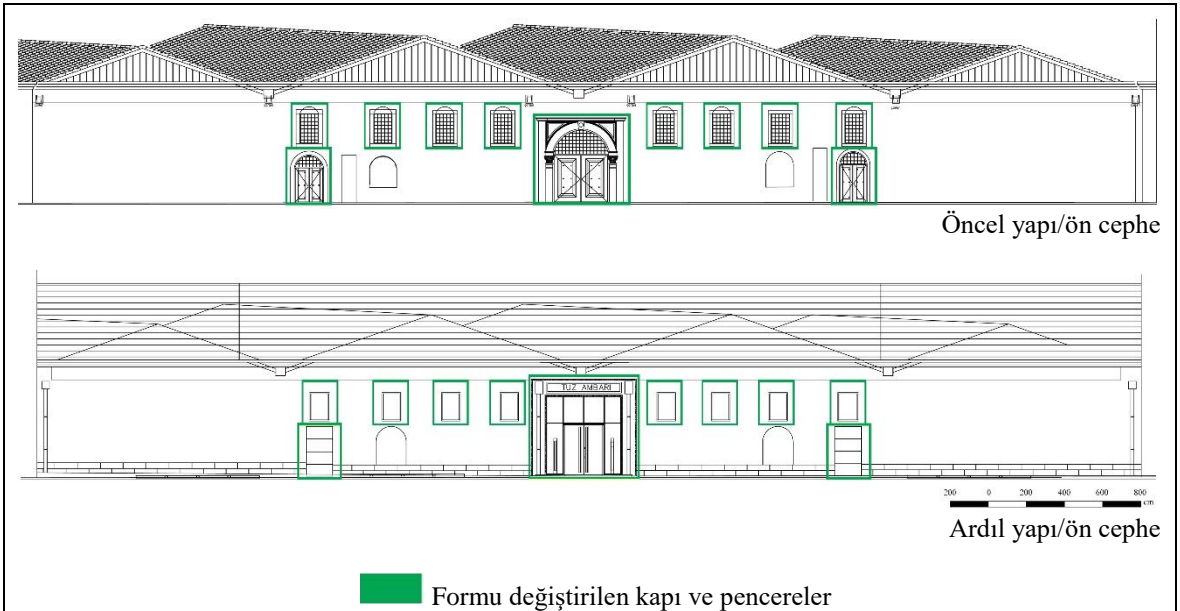 Öncel yapı/ön cephe
TUZ AMBARI
200 0 200 400 600 800
cm
Ardıl yapı/ön cephe
Formu değiştirilen kapı ve pencereler